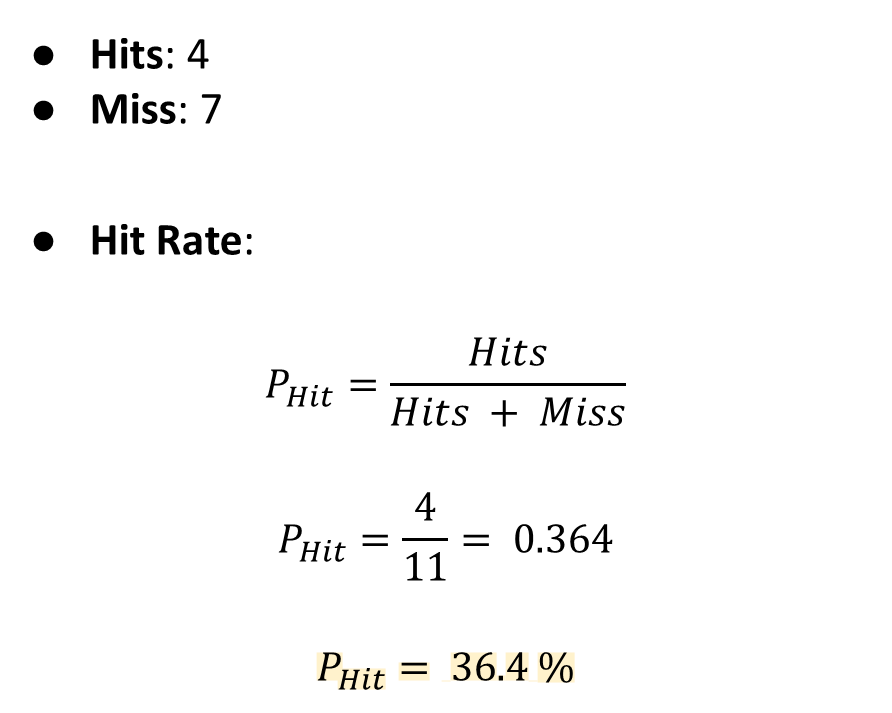 ● Hits: 4
● Miss: 7
● Hit Rate:
P_Hit = Hits / (Hits + Miss)
P_Hit = 4 / 11 = 0.364
P_Hit = 36.4 %